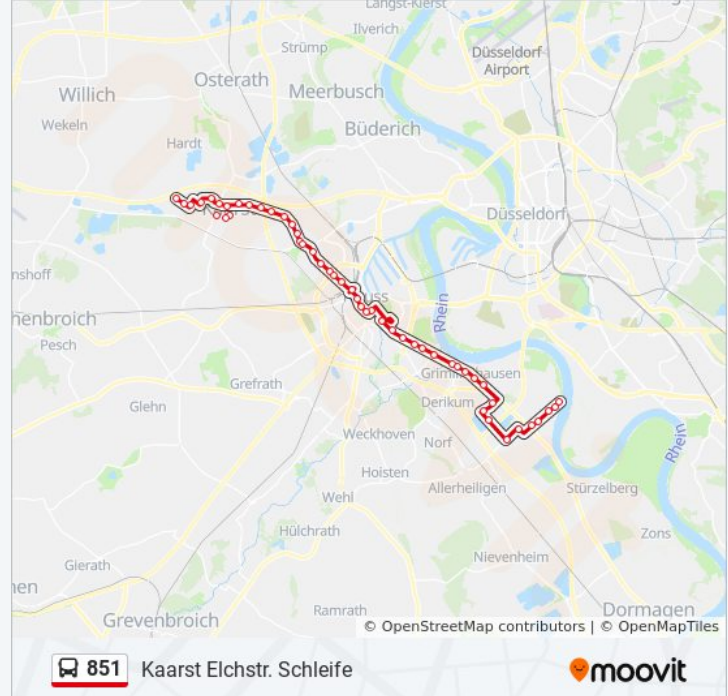 Langst-Kierst
Ilverich
Strümp
Düsseldorf
Airport
Osterath
Willich
Meerbusch
Wekeln
Büderich
Hardt
Düsseldorf
nshoff
Rhein
henbroich
Pesch
Grefrath
Glehn
Derikum
Weckhoven
Norf
Rhein
Hoisten
Allerheiligen
Stürzelberg
Wehl
Hülchrath
Zons
Nievenheim
Gierath
en
Ramrath
Dormagen
Grevenbroich
© OpenStreetMap contributors | © OpenMapTiles
851 Kaarst Elchstr. Schleife
moovit